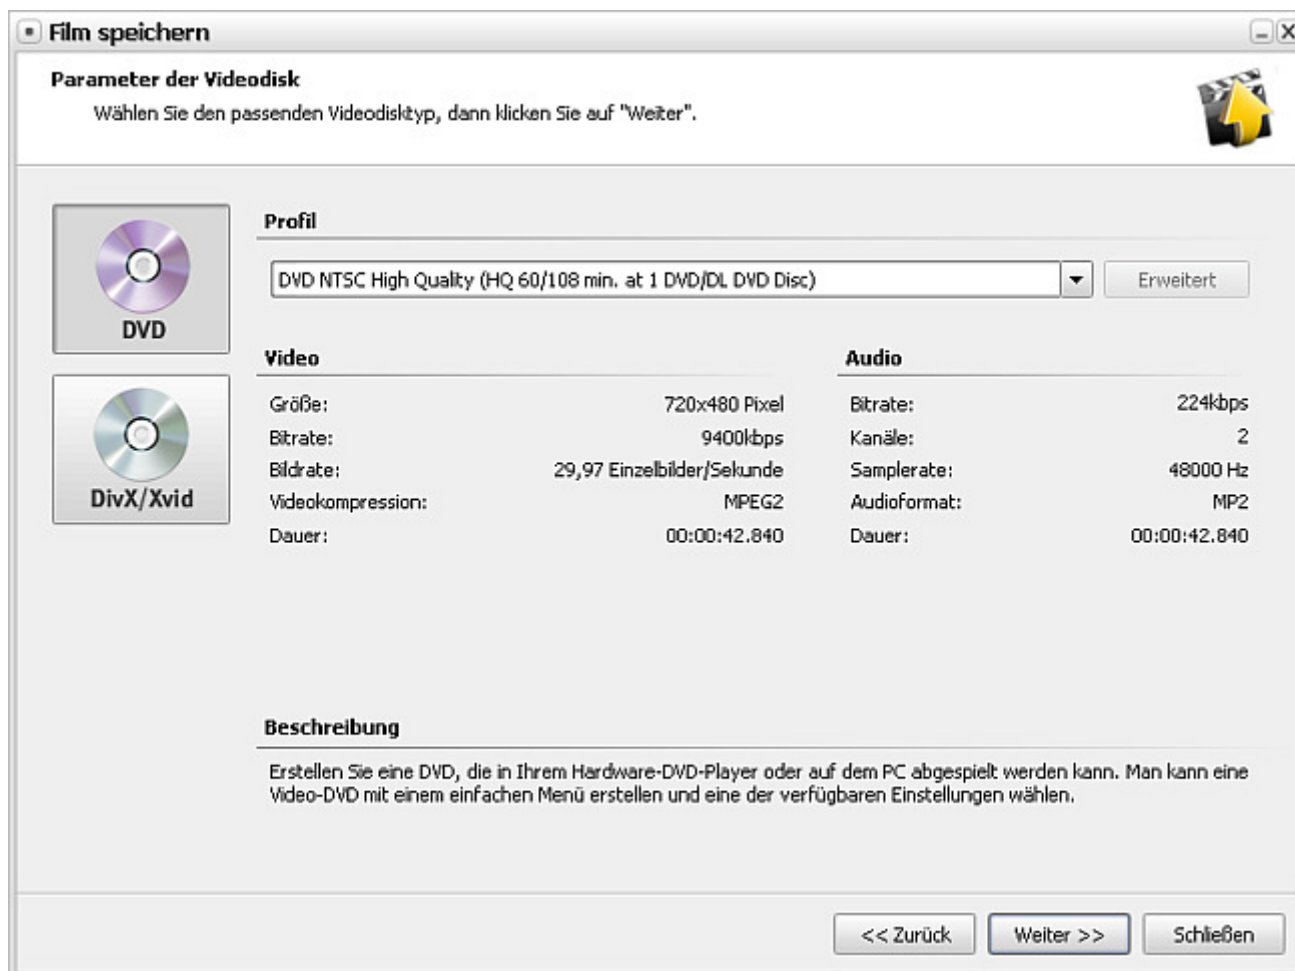 Film speichern
Parameter der Videodisk
Wählen Sie den passenden Videodisktyp, dann klicken Sie auf "Weiter".
DVD
DivX/Xvid
Profil
DVD NTSC High Quality (HQ 60/108 min. at 1 DVD/DL DVD Disc)
Erweitert
Video
Größe: 720x480 Pixel
Bitrate: 9400kbps
Bildrate: 29,97 Einzelbilder/Sekunde
Videokompression: MPEG2
Dauer: 00:00:42.840
Audio
Bitrate: 224kbps
Kanäle: 2
Samplerate: 48000 Hz
Audioformat: MP2
Dauer: 00:00:42.840
Beschreibung
Erstellen Sie eine DVD, die in Ihrem Hardware-DVD-Player oder auf dem PC abgespielt werden kann. Man kann eine
Video-DVD mit einem einfachen Menü erstellen und eine der verfügbaren Einstellungen wählen.
<< Zurück
Weiter >>
Schließen